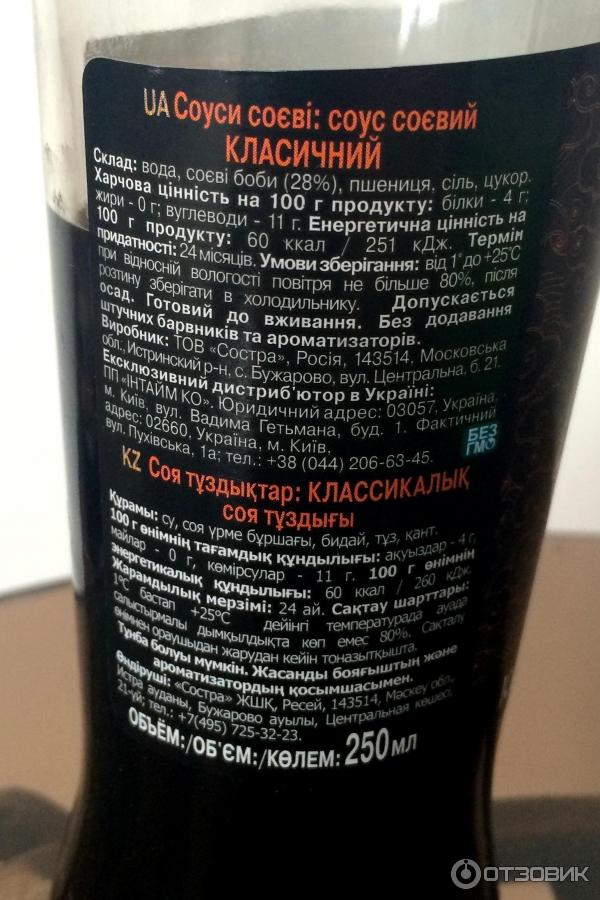 UA Соуси соєві: соус соєвий
КЛАСИЧНИЙ
Склад: вода, соєві боби (28%), пшениця, сіль, цукор.
Харчова цінність на 100 г продукту: білки - 4 г;
жири - 0 г; вуглеводи - 11 г. Енергетична цінність на
100 г продукту: 60 ккал / 251 кДж. Термін
придатності: 24 місяців. Умови зберігання: від 1° до +25°С
при відносній вологості повітря не більше 80%, після
розтину зберігати в холодильнику. Допускається
осад. Готовий до вживання. Без додавання
штучних барвників та ароматизаторів.
Виробник: ТОВ “Состра», Росія, 143514, Московська
обл., Истринский р-н, с. Бужарово, вул. Центральна, б. 21.
Ексклюзивний дистриб'ютор в Україні:
ПП «ІНТАЙМ КО». Юридичний адрес: 03057, Україна,
м. Київ, вул. Вадима Гетьмана, буд. 1. Фактичний
адрес: 02660, Україна, м. Київ,
вул. Пухівська, 1а; тел.: +38 (044) 206-63-45.
БЕЗ
ГМО
KZ Соя тұздықтар: КЛАССИКАЛЫҚ
соя тұздығы
Құрамы: су, соя үрме бұршағы, бидай, тұз, қант.
100 г өнімнің тағамдық құндылығы: ақуыздар - 4 г,
майлар - 0 г, көмірсулар - 11 г. 100 г өнімнің
энергетикалық құндылығы: 60 ккал / 260 кДж.
Жарамдылық мерзімі: 24 ай. Сақтау шарттары:
1°С бастап +25°С дейінгі температурада ауада
салыстырмалы дымқылдықта көп емес 80%. Сақталу
өнімнен ораушыдан жарудан кейін тоңазытқышта.
Тұнба болуы мүмкін. Жасанды бояғыштың және
ароматизатордың қосымшасымен.
Өндіруші: «Состра» ЖШҚ, Ресей, 143514, Мәскеу обл.,
Истра ауданы, Бужарово ауылы, Центральная көшесі,
21-үй; тел.: +7(495) 725-32-23.
ОБЪЁМ:/ОБ'ЄМ:/КӨЛЕМ: 250 мл
ОТЗОВИК